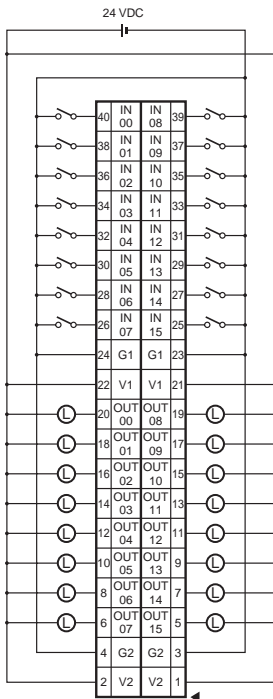 24 VDC
40 IN 00 IN 08 39
38 IN 01 IN 09 37
36 IN 02 IN 10 35
34 IN 03 IN 11 33
32 IN 04 IN 12 31
30 IN 05 IN 13 29
28 IN 06 IN 14 27
26 IN 07 IN 15 25
24 G1 G1 23
22 V1 V1 21
L 20 OUT 00 OUT 08 19 L
L 18 OUT 01 OUT 09 17 L
L 16 OUT 02 OUT 10 15 L
L 14 OUT 03 OUT 11 13 L
L 12 OUT 04 OUT 12 11 L
L 10 OUT 05 OUT 13 9 L
L 8 OUT 06 OUT 14 7 L
L 6 OUT 07 OUT 15 5 L
4 G2 G2 3
2 V2 V2 1